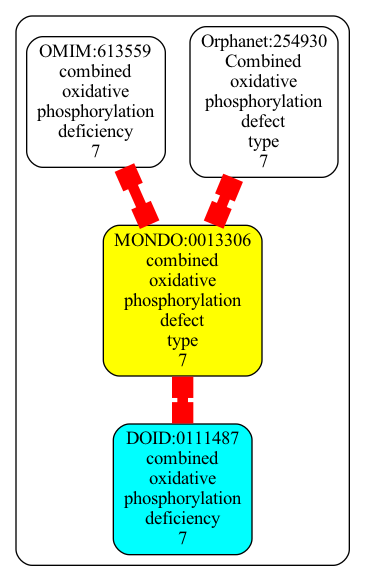 OMIM:613559
combined
oxidative
phosphorylation
deficiency
7
Orphanet:254930
Combined
oxidative
phosphorylation
defect
type
7
MONDO:0013306
combined
oxidative
phosphorylation
defect
type
7
DOID:0111487
combined
oxidative
phosphorylation
deficiency
7